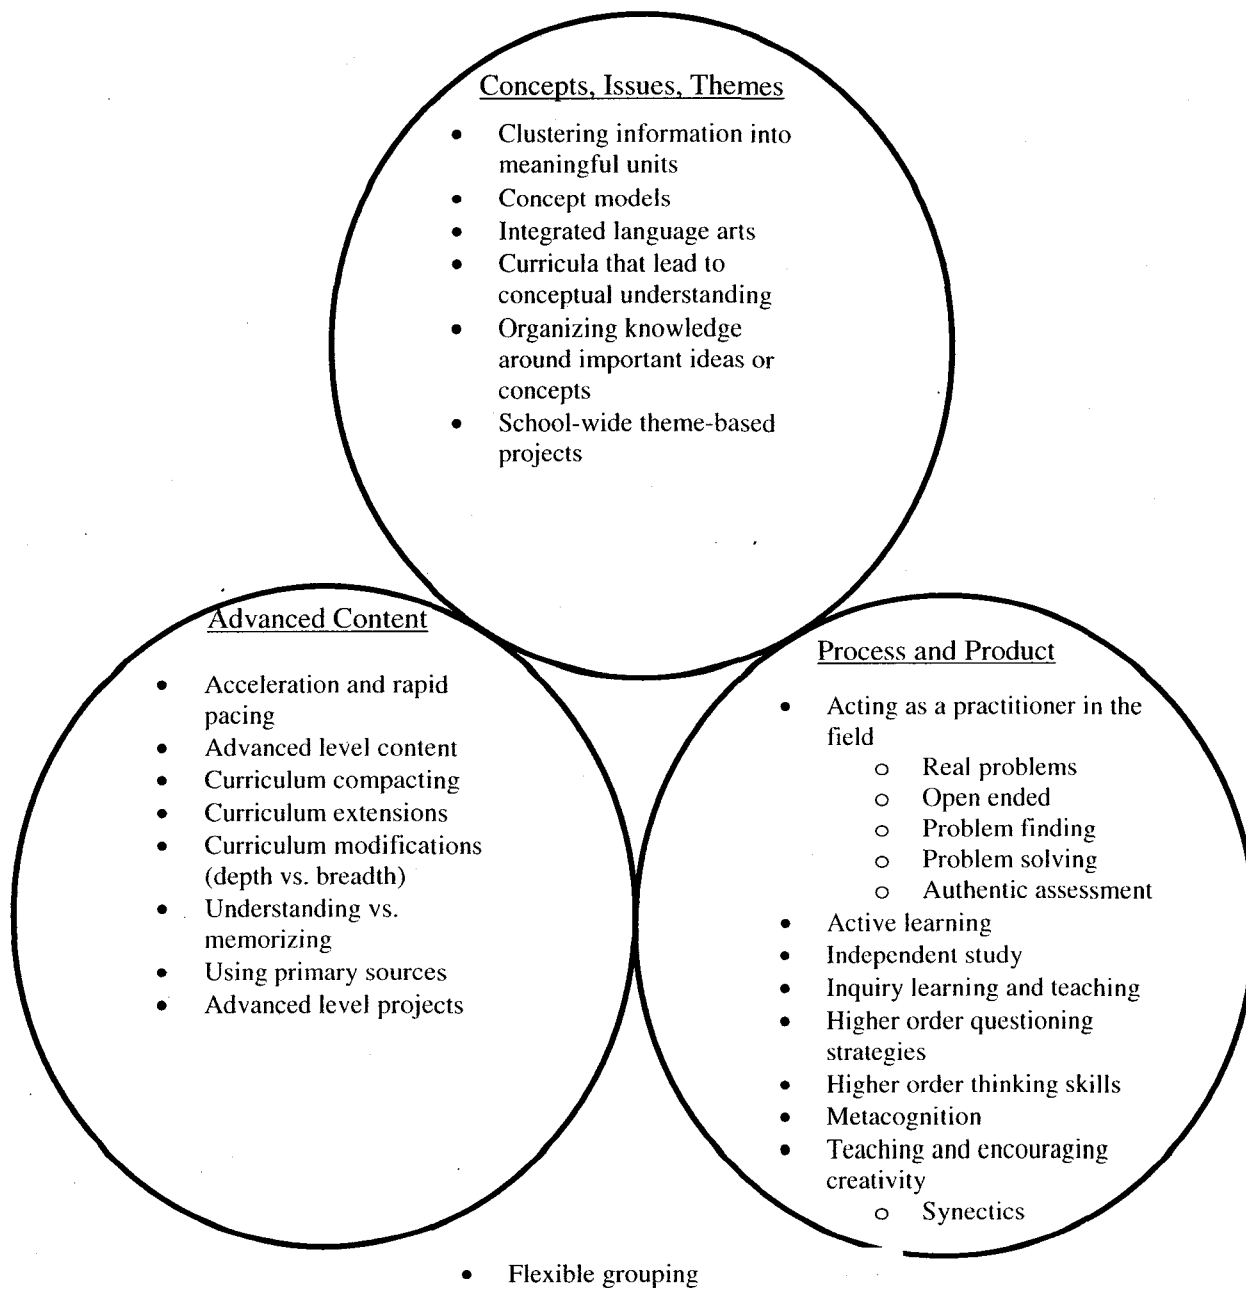 Concepts, Issues, Themes
• Clustering information into
meaningful units
• Concept models
• Integrated language arts
• Curricula that lead to
conceptual understanding
• Organizing knowledge
around important ideas or
concepts
• School-wide theme-based
projects
Advanced Content
• Acceleration and rapid
pacing
• Advanced level content
• Curriculum compacting
• Curriculum extensions
• Curriculum modifications
(depth vs. breadth)
• Understanding vs.
memorizing
• Using primary sources
• Advanced level projects
Process and Product
• Acting as a practitioner in the
field
o Real problems
o Open ended
o Problem finding
o Problem solving
o Authentic assessment
• Active learning
• Independent study
• Inquiry learning and teaching
• Higher order questioning
strategies
• Higher order thinking skills
• Metacognition
• Teaching and encouraging
creativity
o Synectics
• Flexible grouping